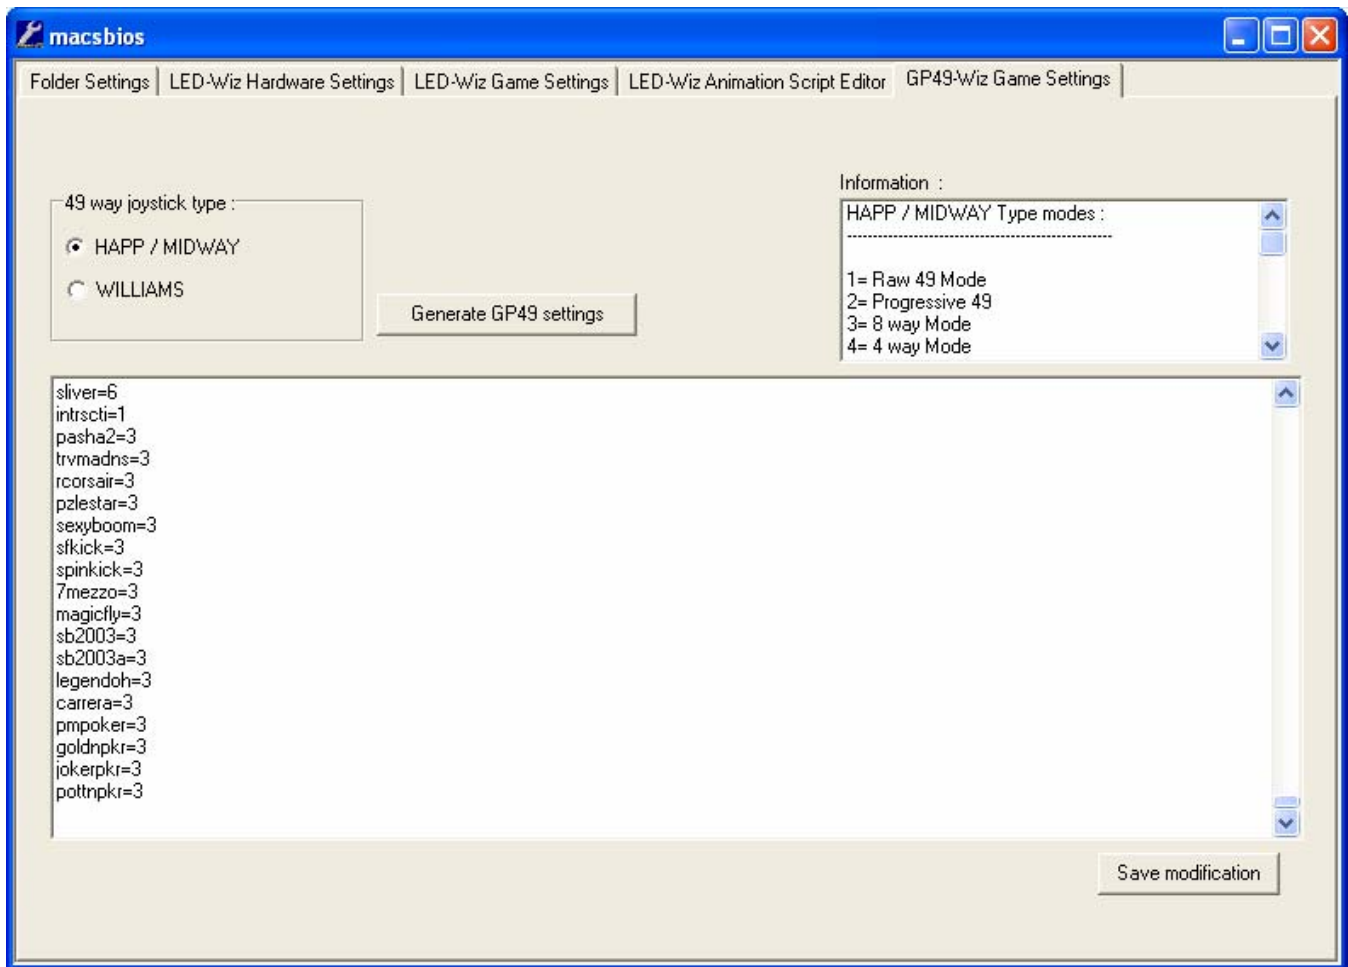 macsbios
Folder Settings LED-Wiz Hardware Settings LED-Wiz Game Settings LED-Wiz Animation Script Editor GP49-Wiz Game Settings
49 way joystick type :
HAPP / MIDWAY
WILLIAMS
Generate GP49 settings
Information :
HAPP / MIDWAY Type modes :
------------------------------------------------
1= Raw 49 Mode
2= Progressive 49
3= 8 way Mode
4= 4 way Mode
sliver=6
intrscti=1
pasha2=3
trvmadns=3
rcorsair=3
pzlestar=3
sexyboom=3
sfkick=3
spinkick=3
7mezzo=3
magicfly=3
sb2003=3
sb2003a=3
legendoh=3
carrera=3
pmpoker=3
goldnpkr=3
jokerpkr=3
pottnpkr=3
Save modification